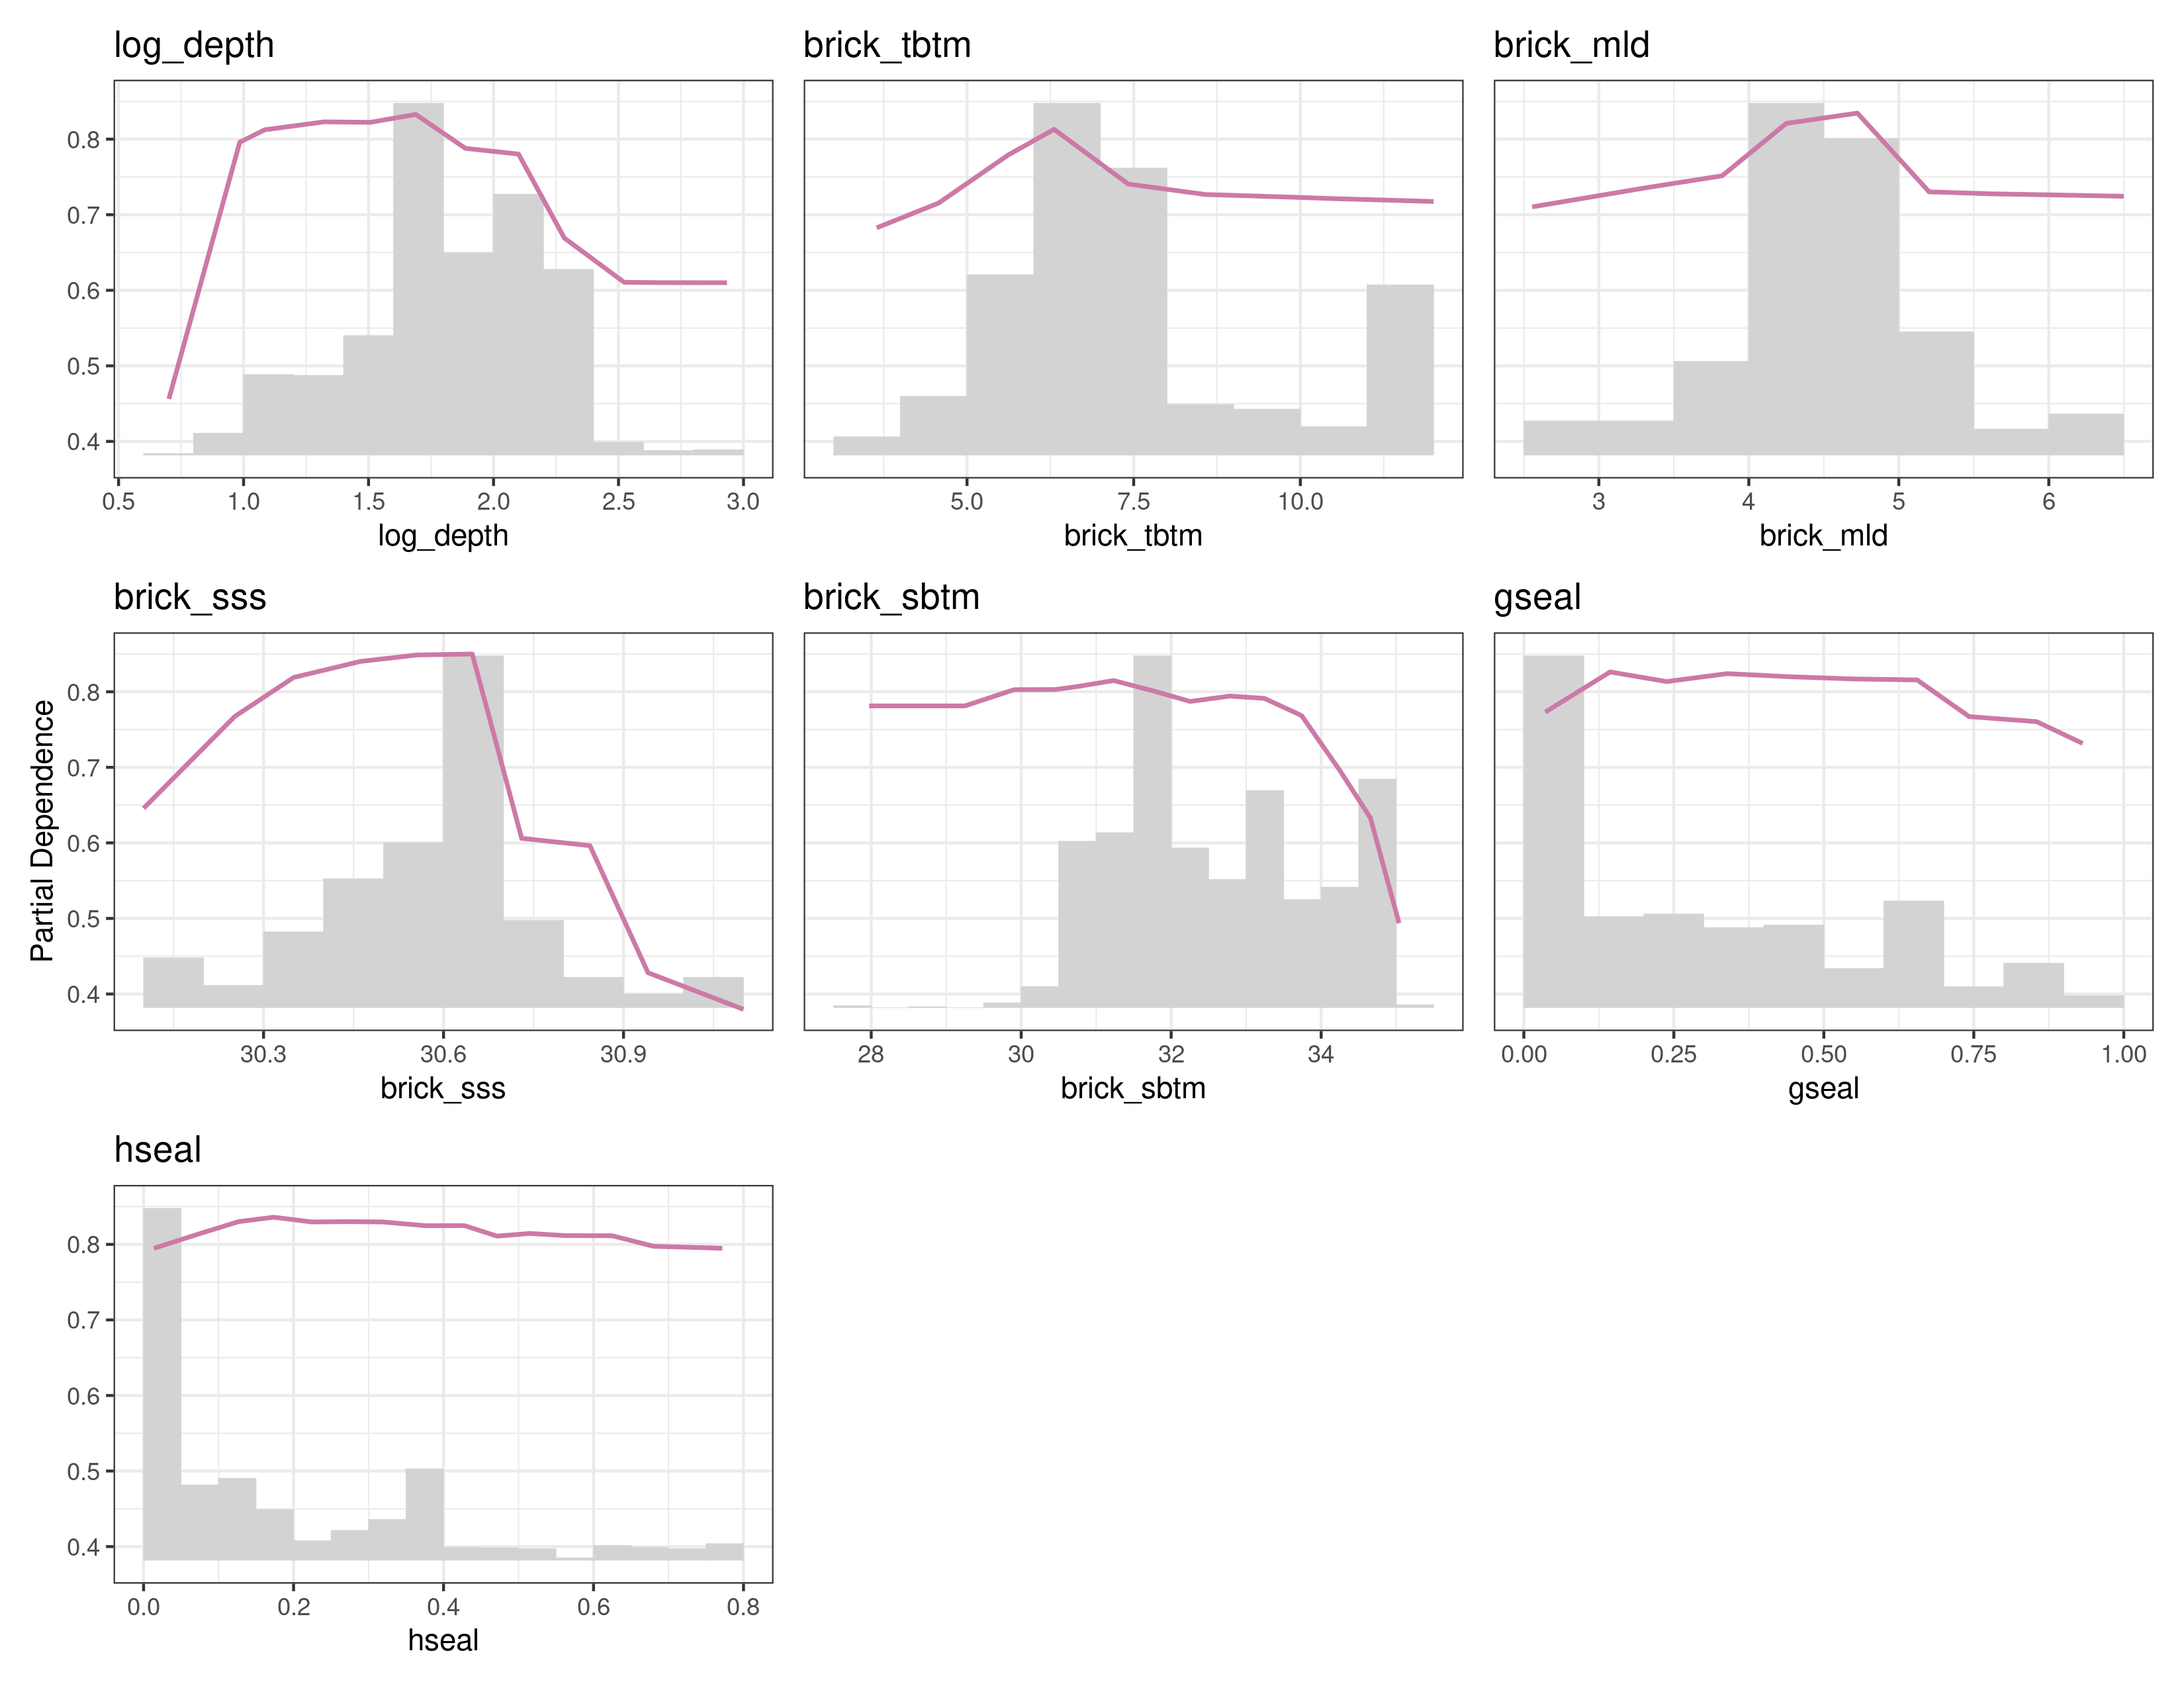 log_depth
brick_tbtm
brick_mld
0.8
0.7
0.6
0.5
0.4
0.5 1.0 1.5 2.0 2.5 3.0
5.0 7.5 10.0
3 4 5 6
log_depth
brick_tbtm
brick_mld
brick_sss
brick_sbtm
gseal
Partial Dependence
0.8
0.7
0.6
0.5
0.4
30.3 30.6 30.9
28 30 32 34
0.00 0.25 0.50 0.75 1.00
brick_sss
brick_sbtm
gseal
hseal
0.8
0.7
0.6
0.5
0.4
0.0 0.2 0.4 0.6 0.8
hseal